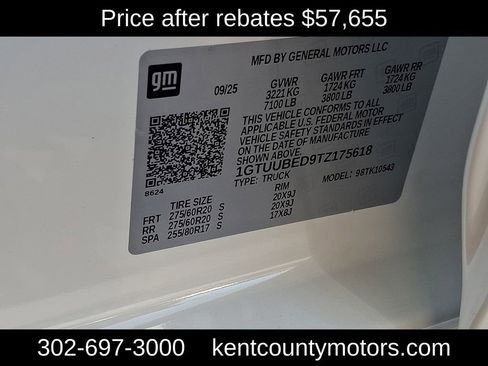 Price after rebates $57,655
MFD BY GENERAL MOTORS LLC
gm
09/25 GVWR GAWR FRT GAWR RR
3221 KG 1724 KG 1724 KG
7100 LB 3800 LB 3800 LB
THIS VEHICLE CONFORMS TO ALL
APPLICABLE U.S. FEDERAL MOTOR
VEHICLE SAFETY STANDARDS IN
EFFECT ON THE DATE OF
MANUFACTURE SHOWN ABOVE.
1GTUUBED9TZ175618
TYPE: TRUCK MODEL: 98TK10543
8624
TIRE SIZE RIM
FRT 275/60R20 S 20X9J
RR 275/60R20 S 20X9J
SPA 255/80R17 S 17X8J
302-697-3000 kentcountymotors.com